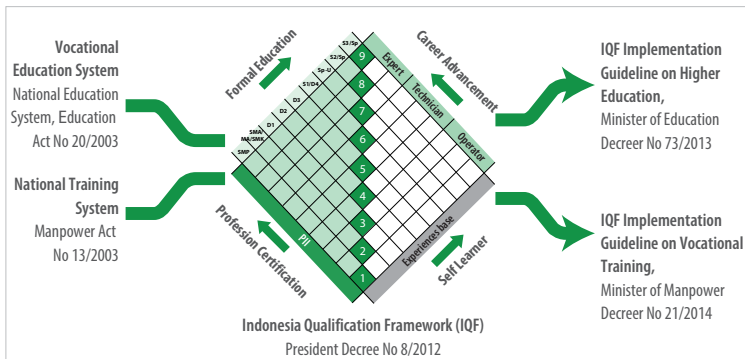 Vocational
Education System
National Education
System, Education
Act No 20/2003
National Training
System
Manpower Act
No 13/2003
Formal Education
Career Advancement
S3/Sp
S2/Sp
Sp-U
S1/D4
D3
D2
D1
SMA/
MA/SMK
SMP
Expert
Technician
Operator
9
8
7
6
5
4
3
2
1
PII
Experiences base
Profession Certification
Self Learner
IQF Implementation
Guideline on Higher
Education,
Minister of Education
Decreer No 73/2013
IQF Implementation
Guideline on Vocational
Training,
Minister of Manpower
Decreer No 21/2014
Indonesia Qualification Framework (IQF)
President Decree No 8/2012